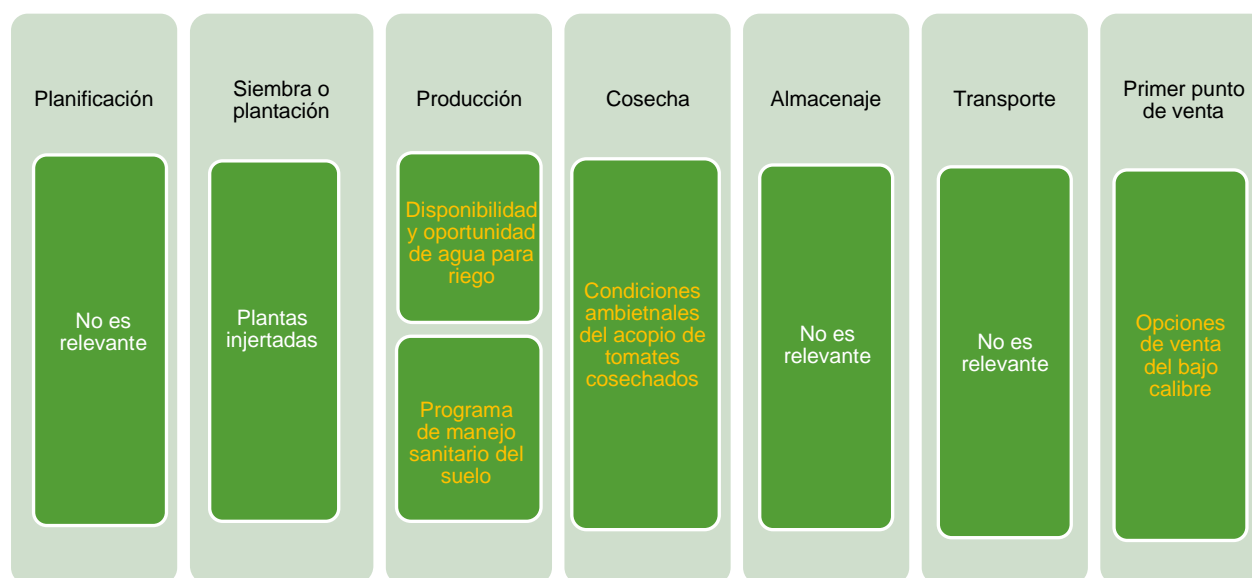 Planificación
No es
relevante
Siembra o
plantación
Plantas
injertadas
Producción
Disponibilidad
y oportunidad
de agua para
riego
Programa
de manejo
sanitario del
suelo
Cosecha
Condiciones
ambietnales
del acopio de
tomates
cosechados
Almacenaje
No es
relevante
Transporte
No es
relevante
Primer punto
de venta
Opciones
de venta
del bajo
calibre